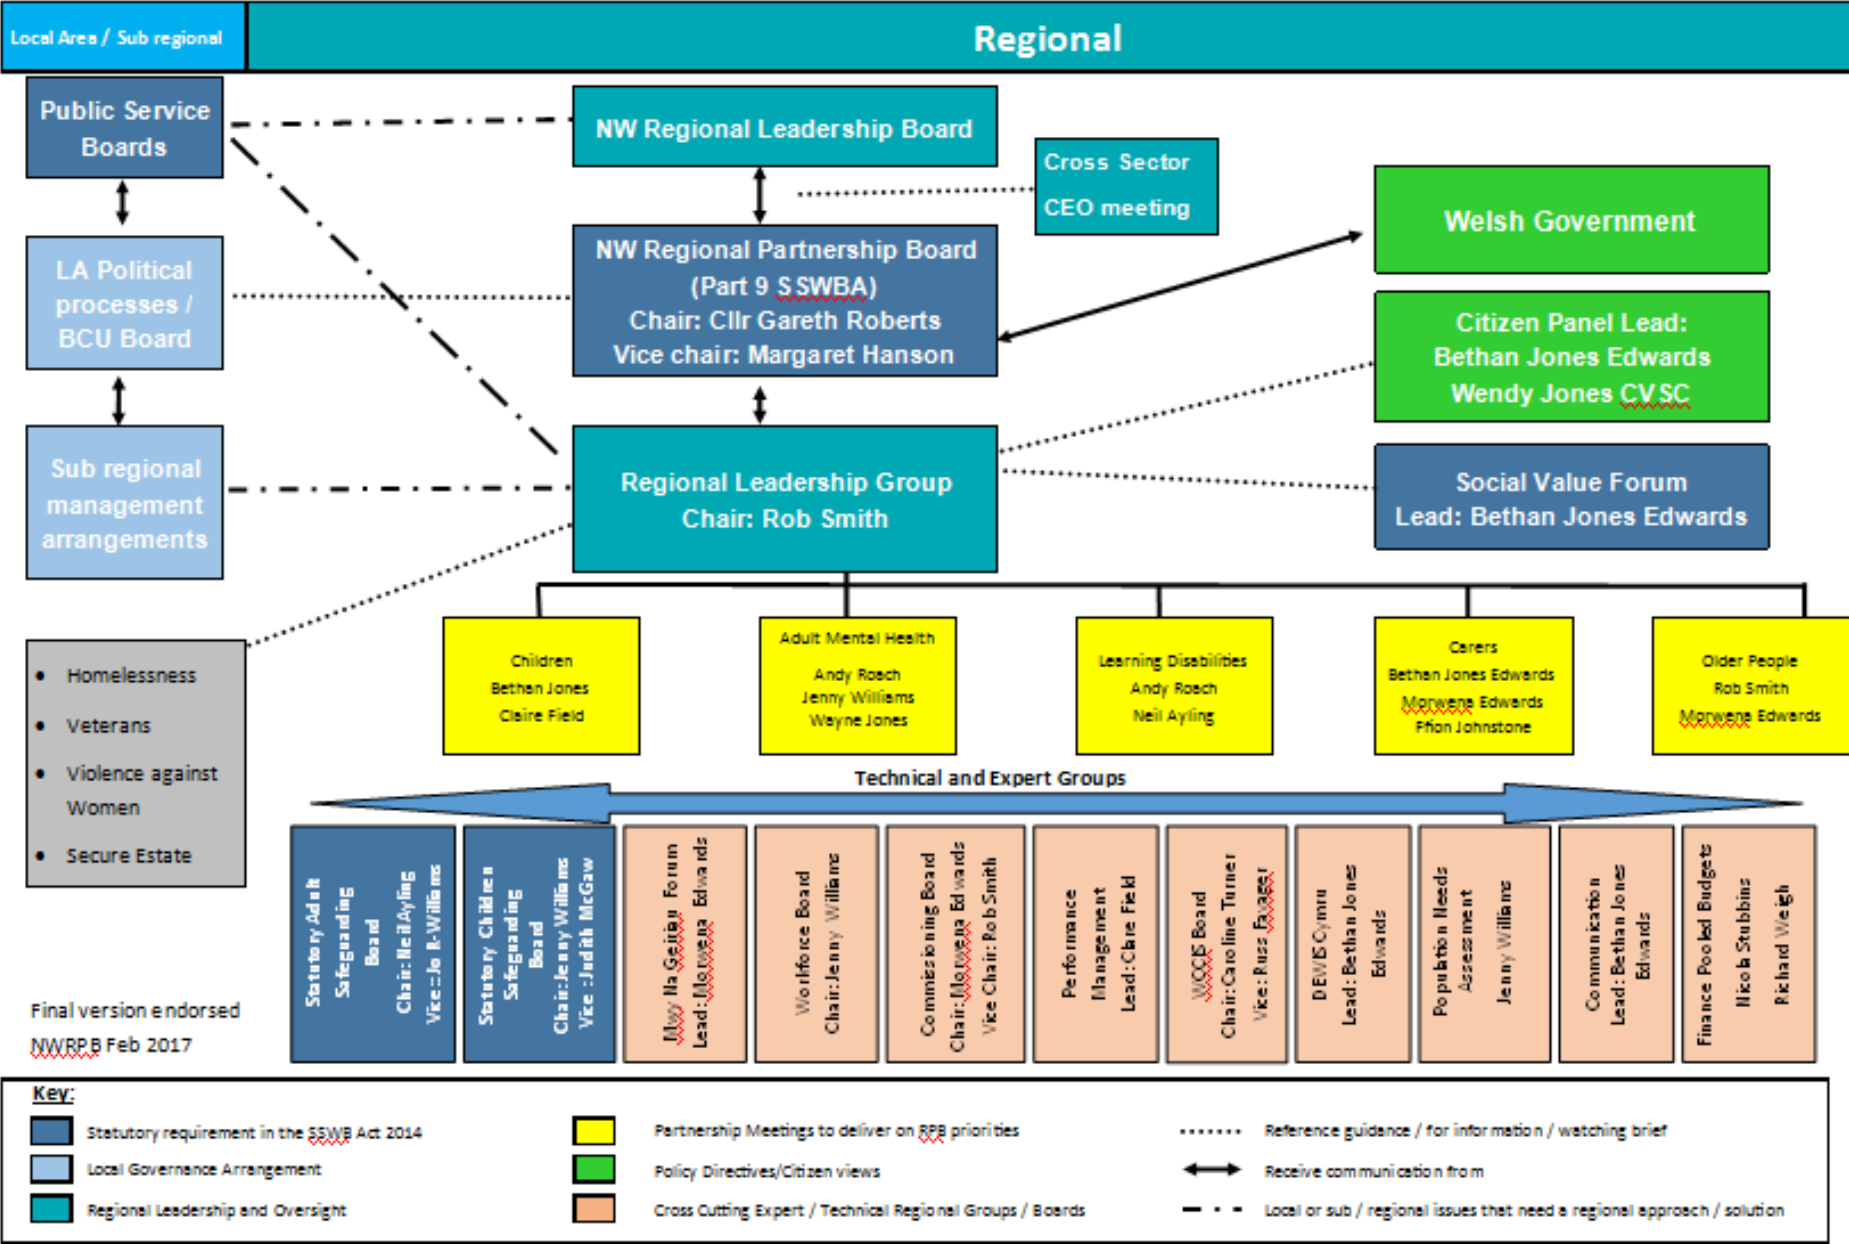 Local Area / Sub regional
Regional
Public Service
Boards
NW Regional Leadership Board
Cross Sector
CEO meeting
LA Political
processes /
BCU Board
NW Regional Partnership Board
(Part 9 SSWBA)
Chair: Cllr Gareth Roberts
Vice chair: Margaret Hanson
Welsh Government
Citizen Panel Lead:
Bethan Jones Edwards
Wendy Jones CVSC
Sub regional
management
arrangements
Regional Leadership Group
Chair: Rob Smith
Social Value Forum
Lead: Bethan Jones Edwards
• Homelessness
• Veterans
• Violence against
Women
• Secure Estate
Children
Bethan Jones
Claire Field
Adult Mental Health
Andy Roach
Jenny Williams
Wayne Jones
Learning Disabilities
Andy Roach
Neil Ayling
Carers
Bethan Jones Edwards
Morwena Edwards
Ffion Johnstone
Older People
Rob Smith
Morwena Edwards
Technical and Expert Groups
Statutory Adult
Safeguarding
Board
Chair: Neil Ayling
Vice: Jo R-Williams
Statutory Children
Safeguarding
Board
Chair: Jenny Williams
Vice : Judith McGaw
Mwy Na Geiriau Forum
Lead: Morwena Edwards
Workforce Board
Chair: Jenny Williams
Commissioning Board
Chair: Morwena Edwards
Vice Chair: Rob Smith
Performance
Management
Lead: Clare Field
WCCIS Board
Chair: Caroline Turner
Vice: Russ Favager
DEWIS Cymru
Lead: Bethan Jones
Edwards
Population Needs
Assessment
Jenny Williams
Communication
Lead: Bethan Jones
Edwards
Finance Pooled Budgets
Nicola Stubbins
Richard Weigh
Final version endorsed
NWRPB Feb 2017
Key:
Statutory requirement in the SSWB Act 2014
Local Governance Arrangement
Regional Leadership and Oversight
Partnership Meetings to deliver on RPB priorities
Policy Directives/Citizen views
Cross Cutting Expert / Technical Regional Groups / Boards
Reference guidance / for information / watching brief
Receive communication from
Local or sub / regional issues that need a regional approach / solution